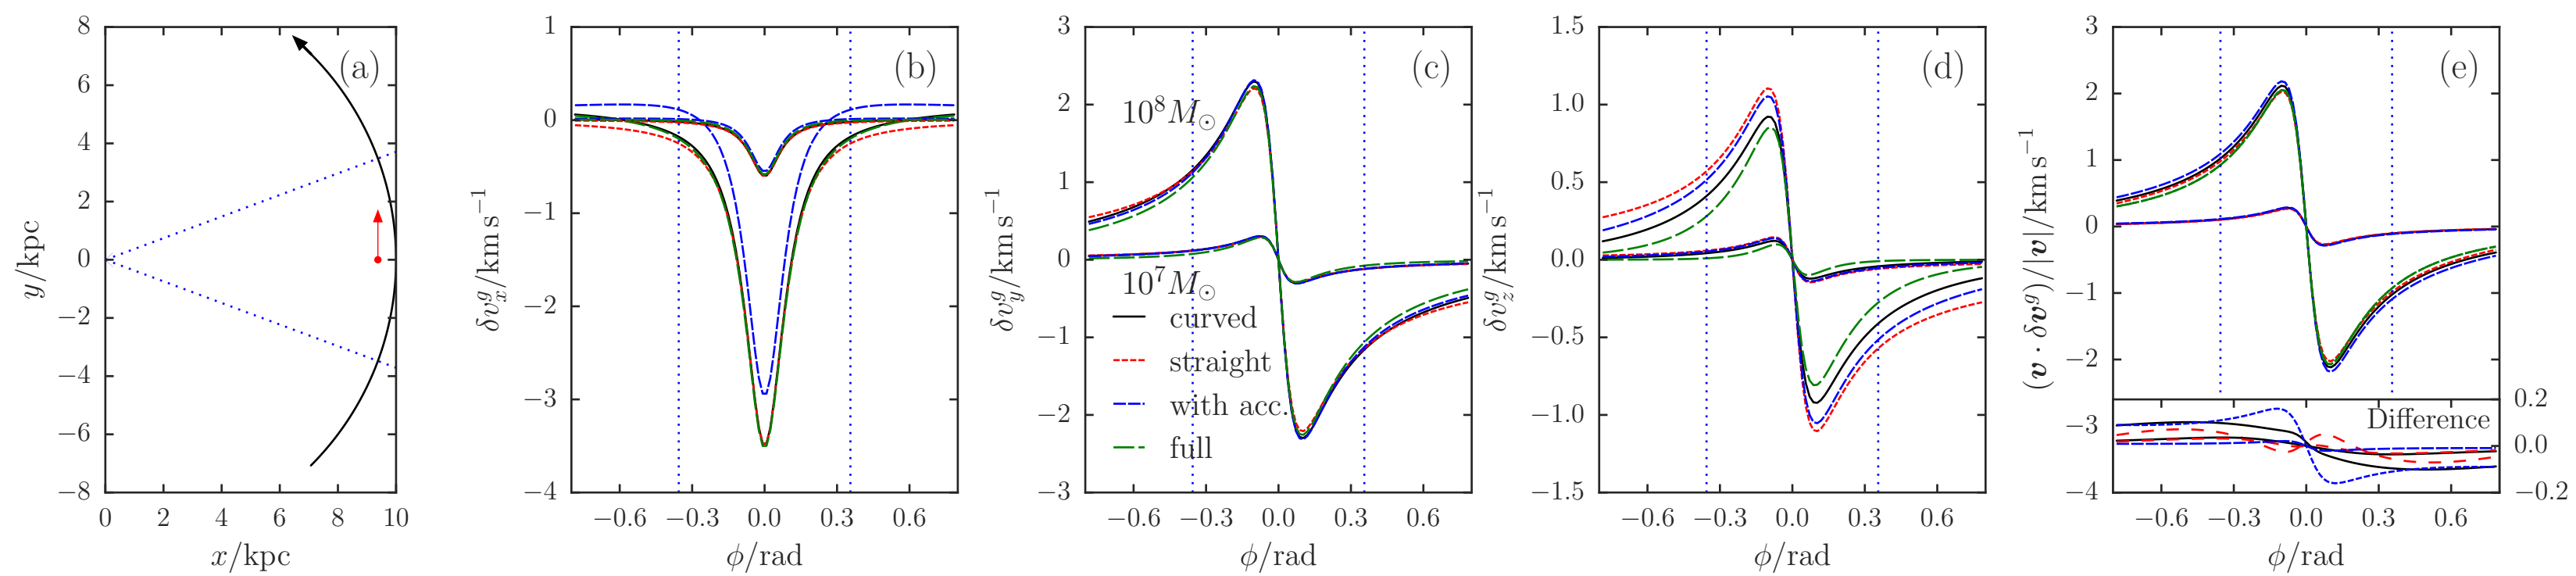 (a)
8
6
4
2
0
−2
−4
−6
−8
y/kpc
0 2 4 6 8 10
x/kpc
(b)
1
0
−1
−2
−3
−4
δv_x^g/km s^{−1}
−0.6 −0.3 0.0 0.3 0.6
ϕ/rad
(c)
3
2
1
0
−1
−2
−3
δv_y^g/km s^{−1}
10^8 M_⊙
10^7 M_⊙
curved
straight
with acc.
full
−0.6 −0.3 0.0 0.3 0.6
ϕ/rad
(d)
1.5
1.0
0.5
0.0
−0.5
−1.0
−1.5
δv_z^g/km s^{−1}
−0.6 −0.3 0.0 0.3 0.6
ϕ/rad
(e)
3
2
1
0
−1
−2
−3
−4
(v · δv^g)/|v|/km s^{−1}
Difference
0.2
0.0
−0.2
−0.6 −0.3 0.0 0.3 0.6
ϕ/rad